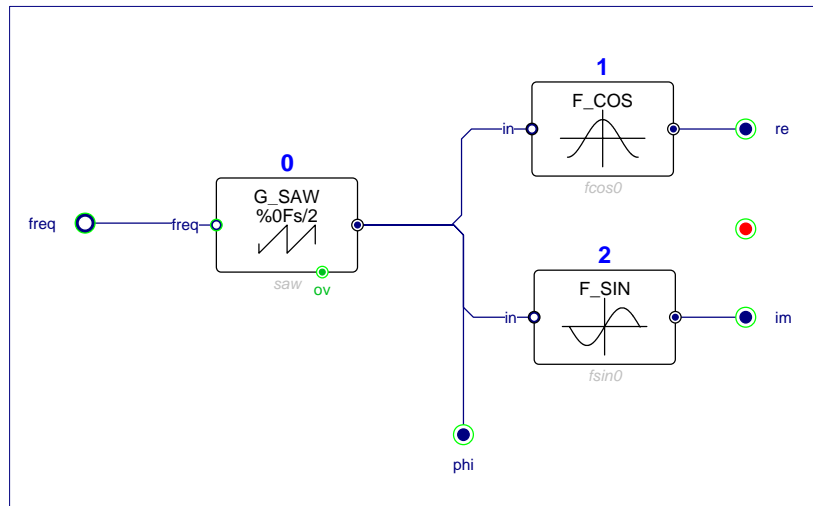 1
F_COS
in
re
fcos0
0
G_SAW
%0Fs/2
freq
freq
saw
ov
2
F_SIN
in
im
fsin0
phi